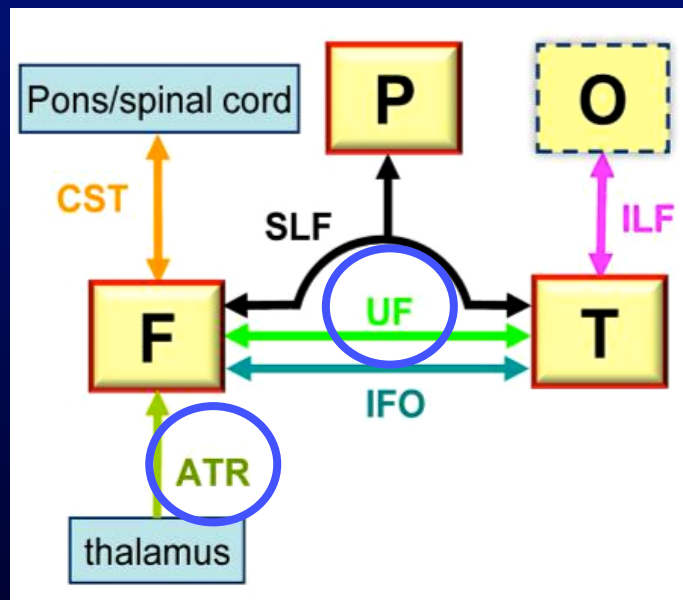 P
O
Pons/spinal cord
CST
SLF
ILF
UF
F
T
IFO
ATR
thalamus